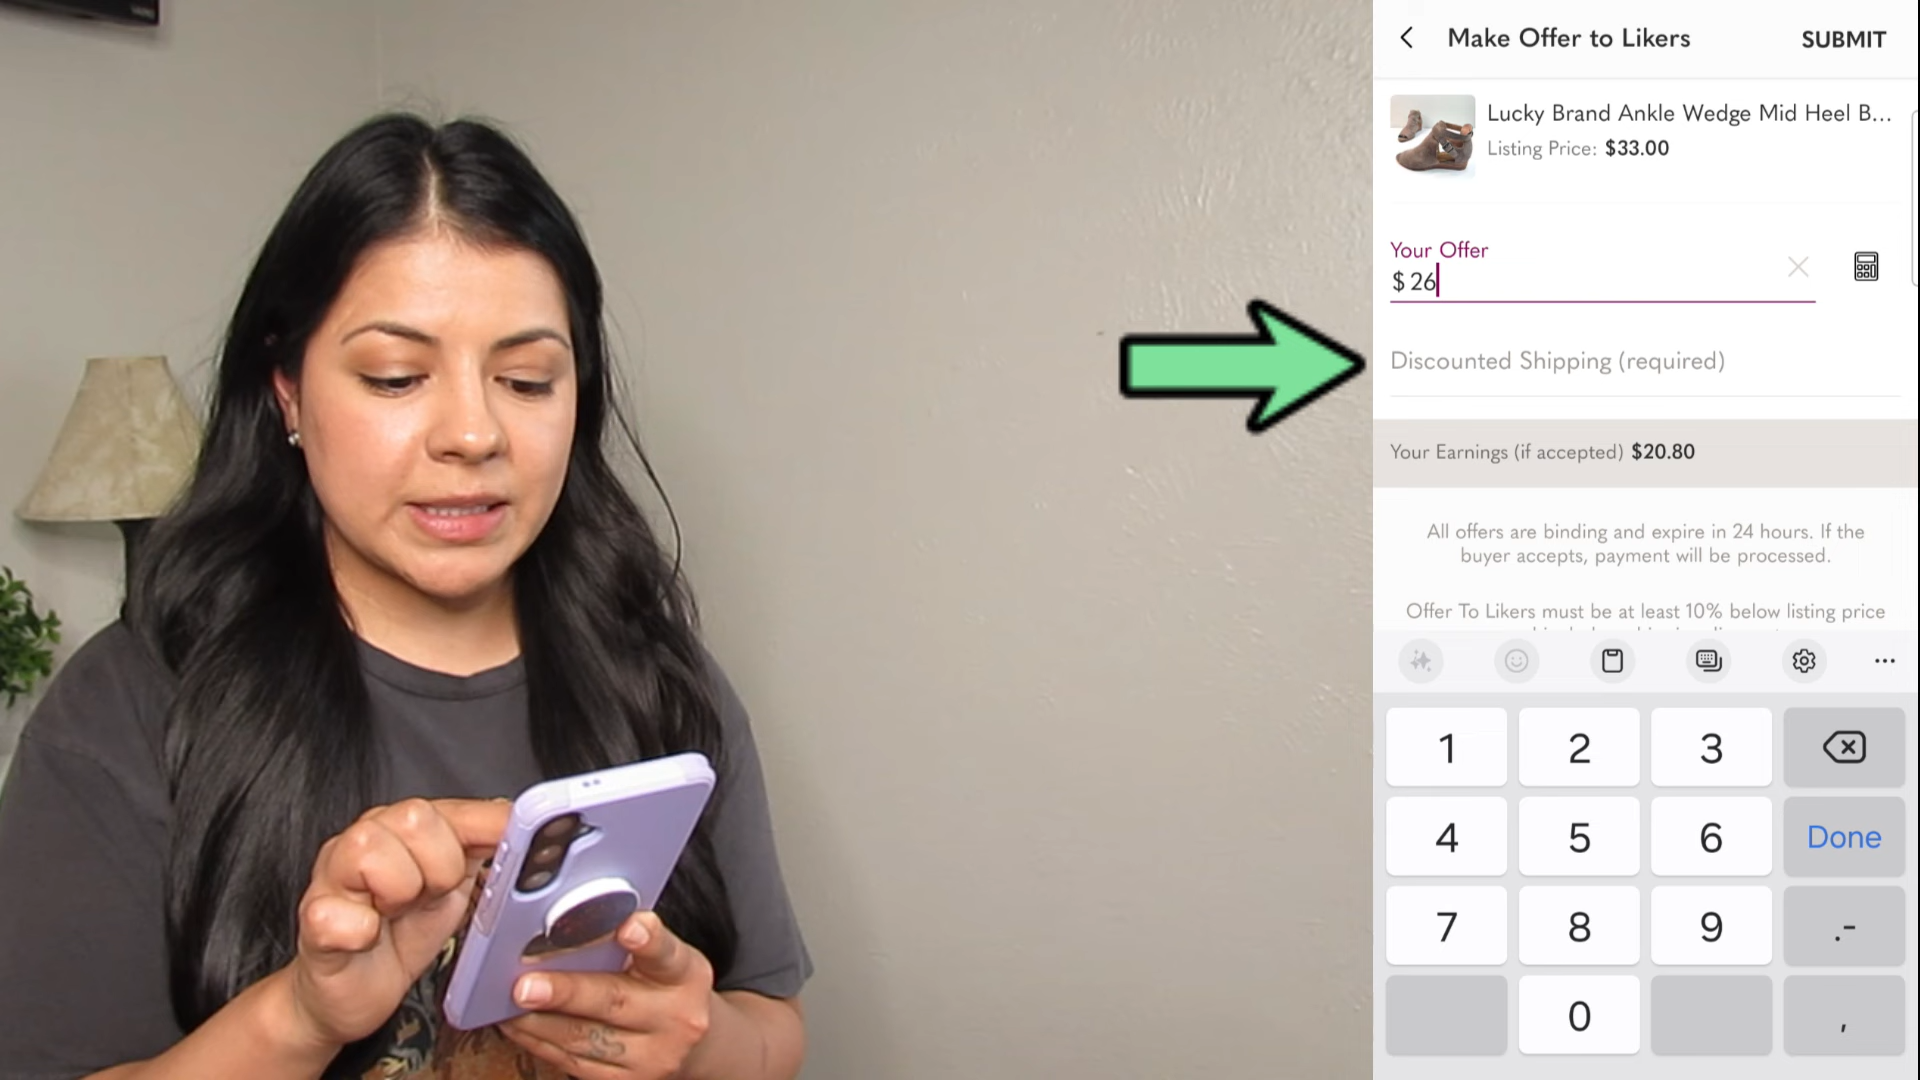 Make Offer to Likers
SUBMIT
Lucky Brand Ankle Wedge Mid Heel B...
Listing Price: $33.00
Your Offer
$ 26
Discounted Shipping (required)
Your Earnings (if accepted) $20.80
All offers are binding and expire in 24 hours. If the
buyer accepts, payment will be processed.
Offer To Likers must be at least 10% below listing price
1 2 3
4 5 6 Done
7 8 9 .-
0 ,